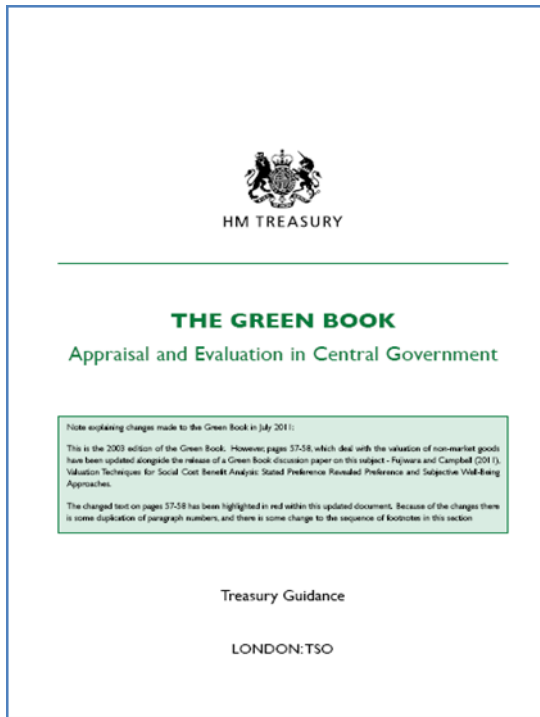 HM TREASURY
THE GREEN BOOK
Appraisal and Evaluation in Central Government
Note explaining changes made to the Green Book in July 2011:
This is the 2003 edition of the Green Book. However, pages 57-58, which deal with the valuation of non-market goods
have been updated alongside the release of a Green Book discussion paper on this subject - Fujiwara and Campbell (2011),
Valuation Techniques for Social Cost Benefit Analysis: Stated Preference Revealed Preference and Subjective Well-Being
Approaches.
The changed text on pages 57-58 has been highlighted in red within this updated document. Because of the changes there
is some duplication of paragraph numbers, and there is some change to the sequence of footnotes in this section
Treasury Guidance
LONDON:TSO